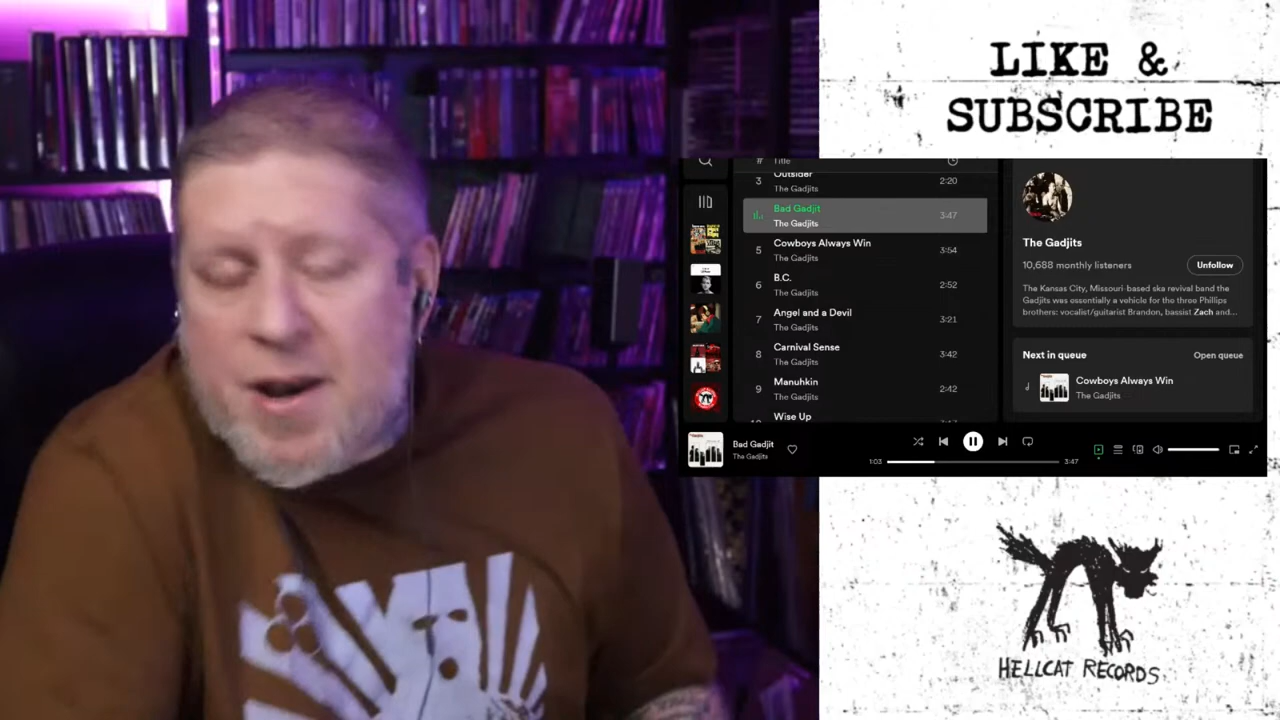 LIKE &
SUBSCRIBE
# Title
3 Outsider 2:20
The Gadjits
Bad Gadjit 3:47
The Gadjits
5 Cowboys Always Win 3:54
The Gadjits
6 B.C. 2:52
The Gadjits
7 Angel and a Devil 3:21
The Gadjits
8 Carnival Sense 3:42
The Gadjits
9 Manuhkin 2:42
The Gadjits
Wise Up
The Gadjits
10,688 monthly listeners Unfollow
The Kansas City, Missouri-based ska revival band the
Gadjits was essentially a vehicle for the three Phillips
brothers: vocalist/guitarist Brandon, bassist Zach and...
Next in queue Open queue
Cowboys Always Win
The Gadjits
Bad Gadjit
The Gadjits
1:03 3:47
HELLCAT RECORDS